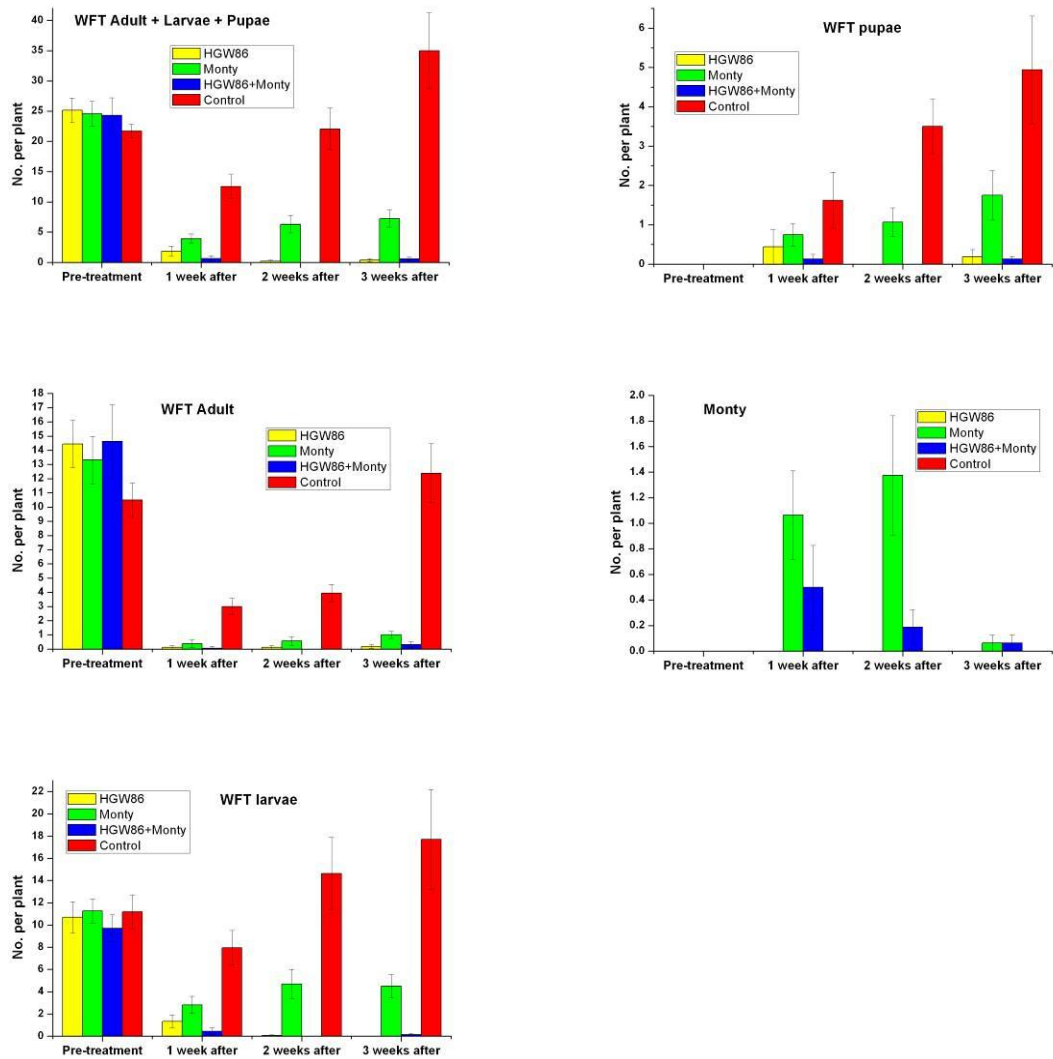 WFT Adult + Larvae + Pupae
HGW86
Monty
HGW86+Monty
Control
No. per plant
40
35
30
25
20
15
10
5
0
Pre-treatment 1 week after 2 weeks after 3 weeks after
WFT pupae
HGW86
Monty
HGW86+Monty
Control
No. per plant
6
5
4
3
2
1
0
Pre-treatment 1 week after 2 weeks after 3 weeks after
WFT Adult
HGW86
Monty
HGW86+Monty
Control
No. per plant
18
17
16
15
14
13
12
11
10
9
8
7
6
5
4
3
2
1
0
Pre-treatment 1 week after 2 weeks after 3 weeks after
Monty
HGW86
Monty
HGW86+Monty
Control
No. per plant
2.0
1.8
1.6
1.4
1.2
1.0
0.8
0.6
0.4
0.2
0.0
Pre-treatment 1 week after 2 weeks after 3 weeks after
WFT larvae
HGW86
Monty
HGW86+Monty
Control
No. per plant
22
20
18
16
14
12
10
8
6
4
2
0
Pre-treatment 1 week after 2 weeks after 3 weeks after